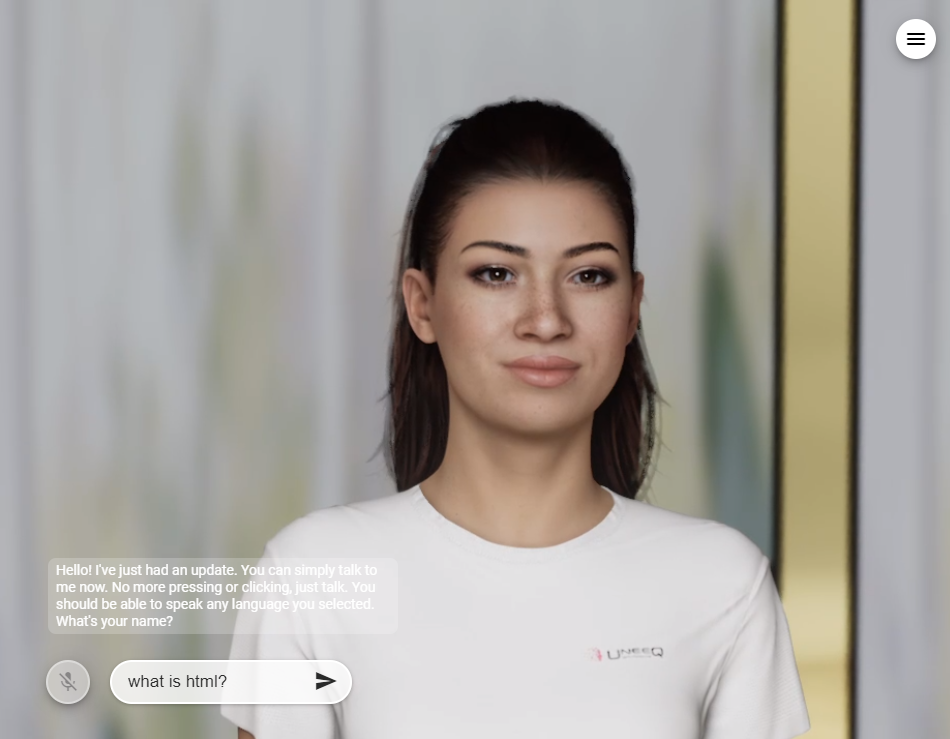 Hello! I've just had an update. You can simply talk to
me now. No more pressing or clicking, just talk. You
should be able to speak any language you selected.
What's your name?
UNEEQ
what is html?